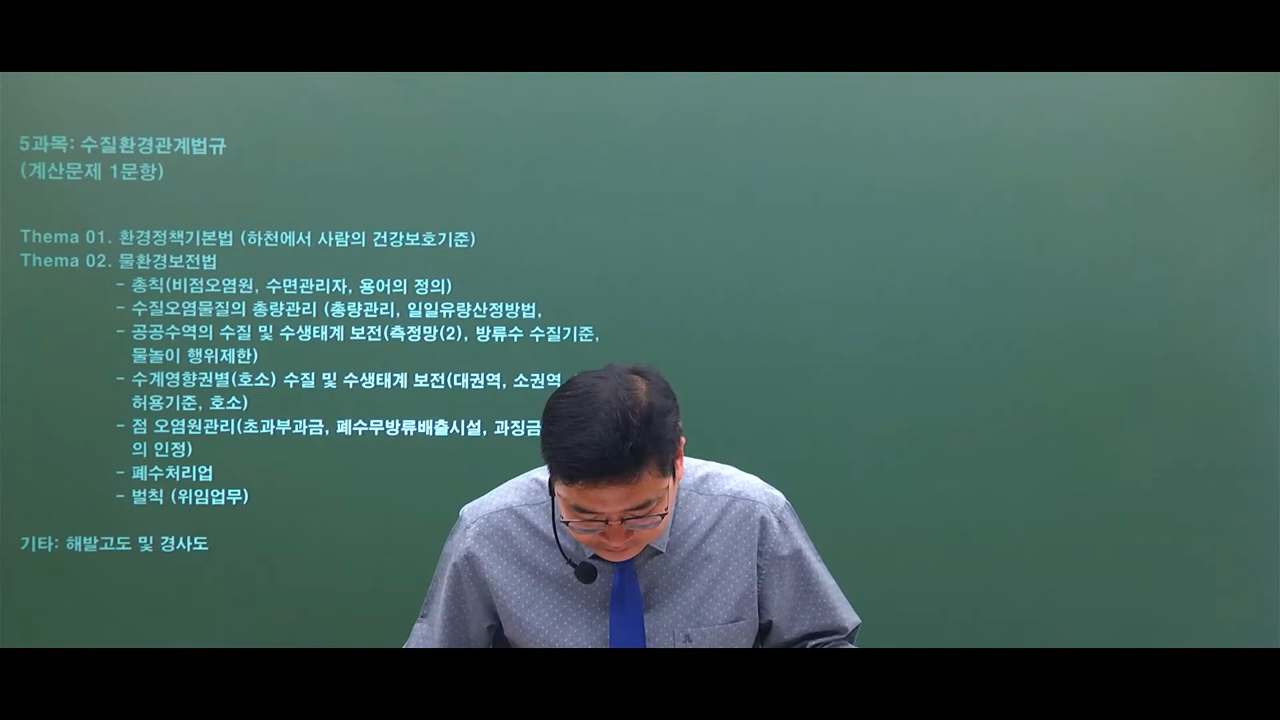 5과목: 수질환경관계법규
(계산문제 1문항)
Thema 01. 환경정책기본법 (하천에서 사람의 건강보호기준)
Thema 02. 물환경보전법
- 총칙(비점오염원, 수면관리자, 용어의 정의)
- 수질오염물질의 총량관리 (총량관리, 일일유량산정방법,
- 공공수역의 수질 및 수생태계 보전(측정망(2), 방류수 수질기준,
물놀이 행위제한)
- 수계영향권별(호소) 수질 및 수생태계 보전(대권역, 소권역
허용기준, 호소)
- 점 오염원관리(초과부과금, 폐수무방류배출시설, 과징금
의 인정)
- 폐수처리업
- 벌칙 (위임업무)
기타: 해발고도 및 경사도